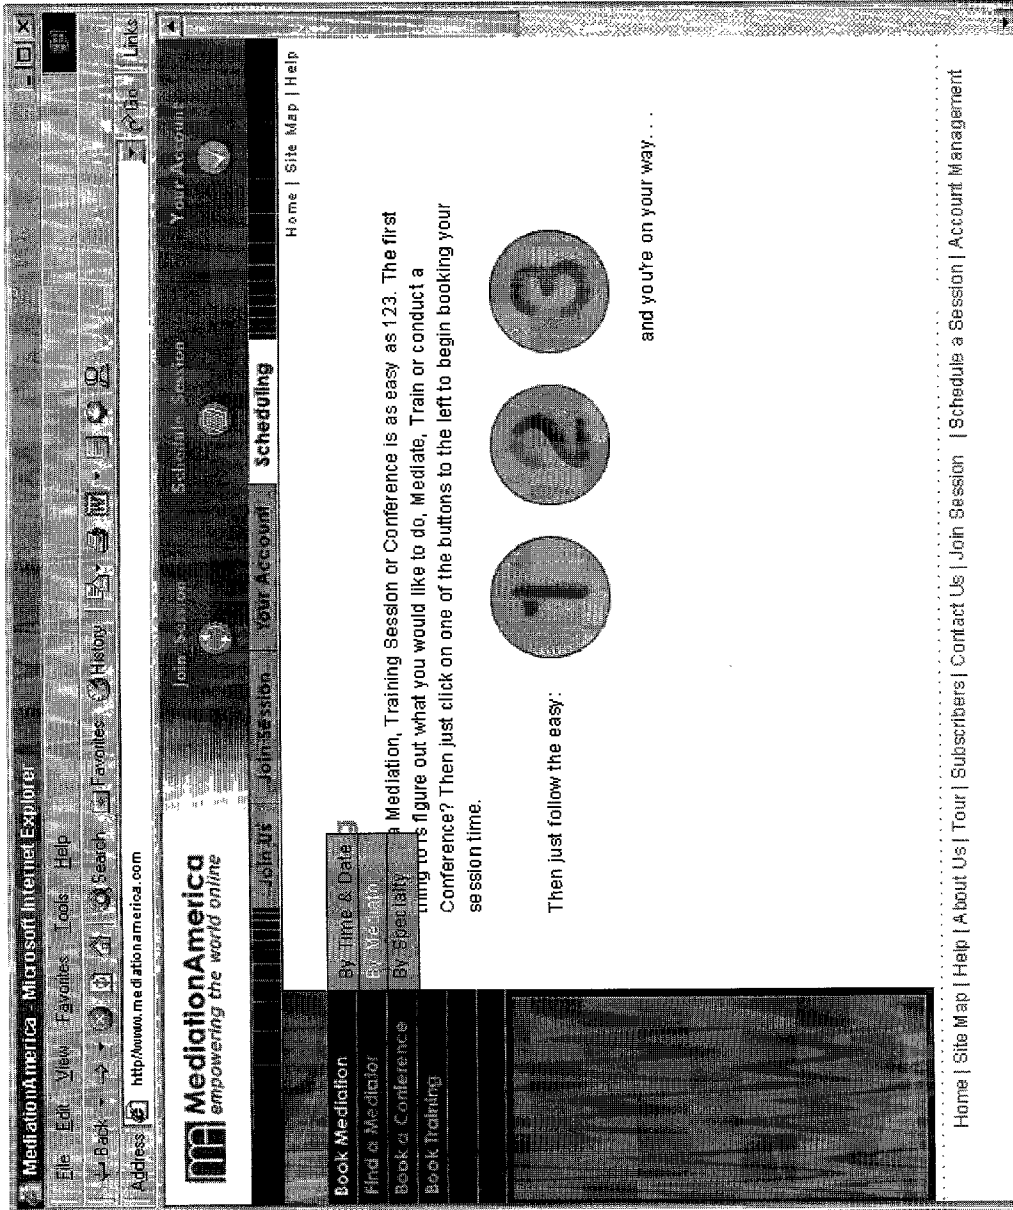 MediationAmerica - Microsoft Internet Explorer
File Edit View Favorites Tools Help
Back Search Favorites History
Address http://www.mediationamerica.com Go Links
MediationAmerica
empowering the world online
Join Session Schedule Session Your Account
Join Us Join Session Your Account Scheduling
Home | Site Map | Help
Book Mediation
Find a Mediator
Book a Conference
Book Training
By Time & Date
By Mediator
By Specialty
g
a Mediation, Training Session or Conference is as easy as 123. The first
thing to is figure out what you would like to do, Mediate, Train or conduct a
Conference? Then just click on one of the buttons to the left to begin booking your
session time.
Then just follow the easy:
1 2 3
and you're on your way. . .
Home | Site Map | Help | About Us | Tour | Subscribers | Contact Us | Join Session | Schedule a Session | Account Management